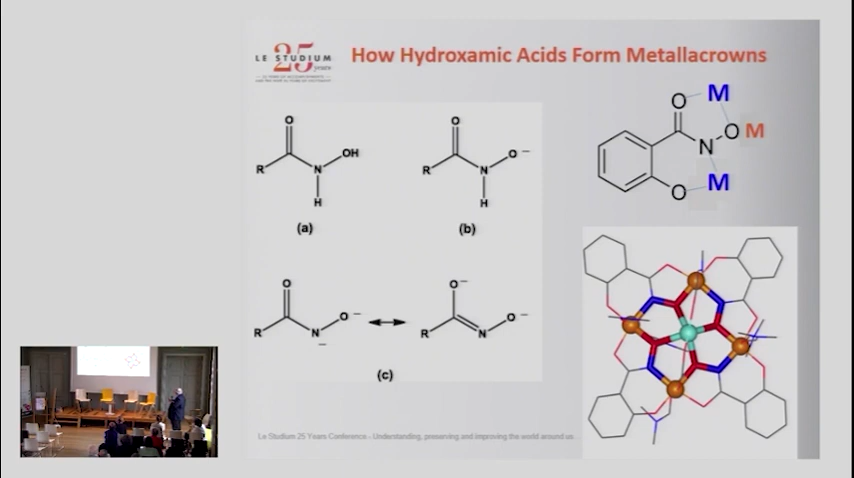 LE STUDIUM
25
years
How Hydroxamic Acids Form Metallacrowns
O
OH
R
N
H
(a)
O
O −
R
N
H
(b)
O
O −
R
N
−
O −
O −
R
N
(c)
O
M
O
M
N
O
M
Le Studium 25 Years Conference - Understanding, preserving and improving the world around us